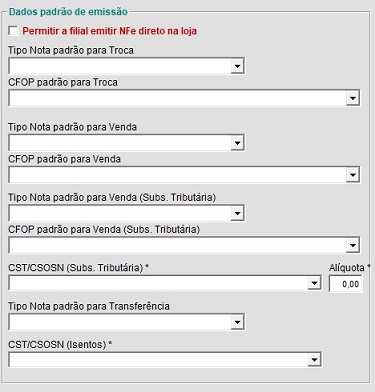 Dados padrão de emissão
Permitir a filial emitir NFe direto na loja
Tipo Nota padrão para Troca
CFOP padrão para Troca
Tipo Nota padrão para Venda
CFOP padrão para Venda
Tipo Nota padrão para Venda (Subs. Tributária)
CFOP padrão para Venda (Subs. Tributária)
CST/CSOSN (Subs. Tributária) * Alíquota *
0,00
Tipo Nota padrão para Transferência
CST/CSOSN (Isentos) *